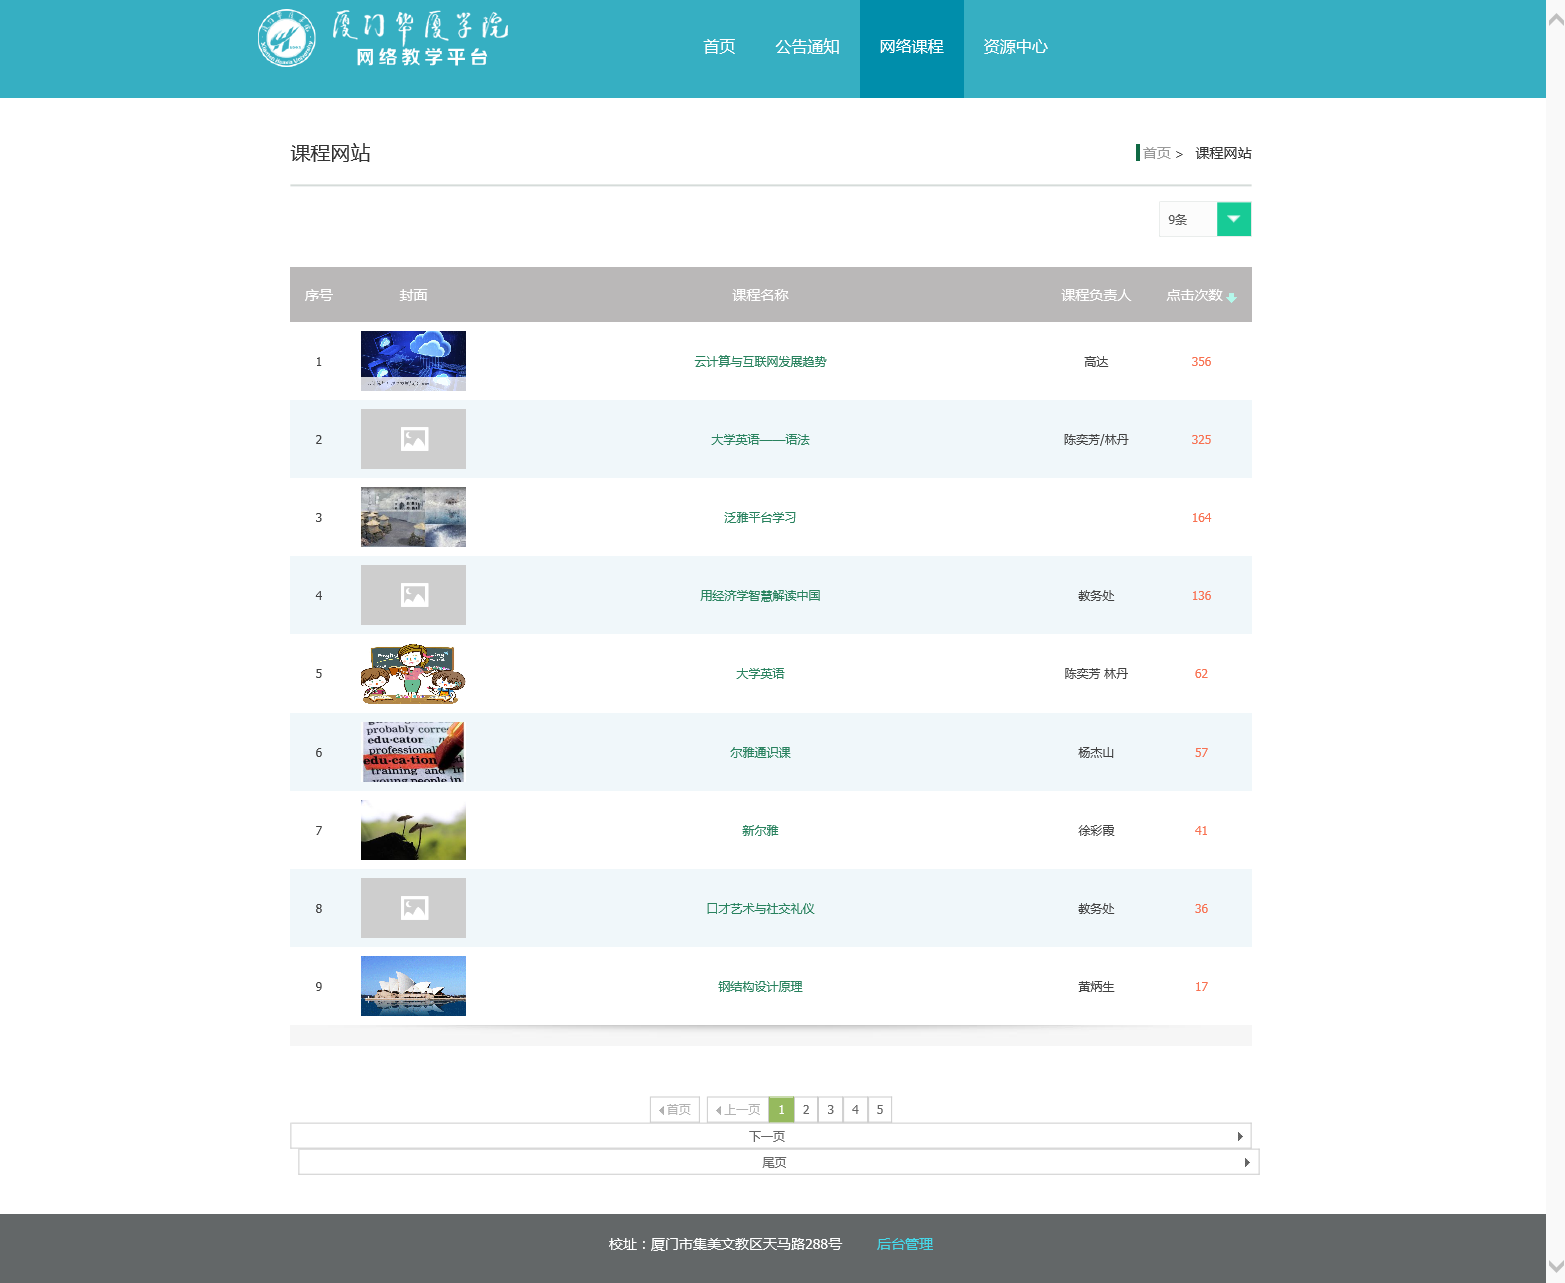 厦门华厦学院
网络教学平台
首页 公告通知 网络课程 资源中心
课程网站
首页 > 课程网站
9条
序号 封面 课程名称 课程负责人 点击次数
1 云计算与互联网发展趋势 高达 356
2 大学英语——语法 陈奕芳/林丹 325
3 泛雅平台学习 164
4 用经济学智慧解读中国 教务处 136
5 大学英语 陈奕芳 林丹 62
probably corre
edu-cator
professional
edu-ca-tion
training and in
young people in
6 尔雅通识课 杨杰山 57
7 新尔雅 徐彩霞 41
8 口才艺术与社交礼仪 教务处 36
9 钢结构设计原理 黄炳生 17
首页 上一页 1 2 3 4 5
下一页
尾页
校址：厦门市集美文教区天马路288号 后台管理